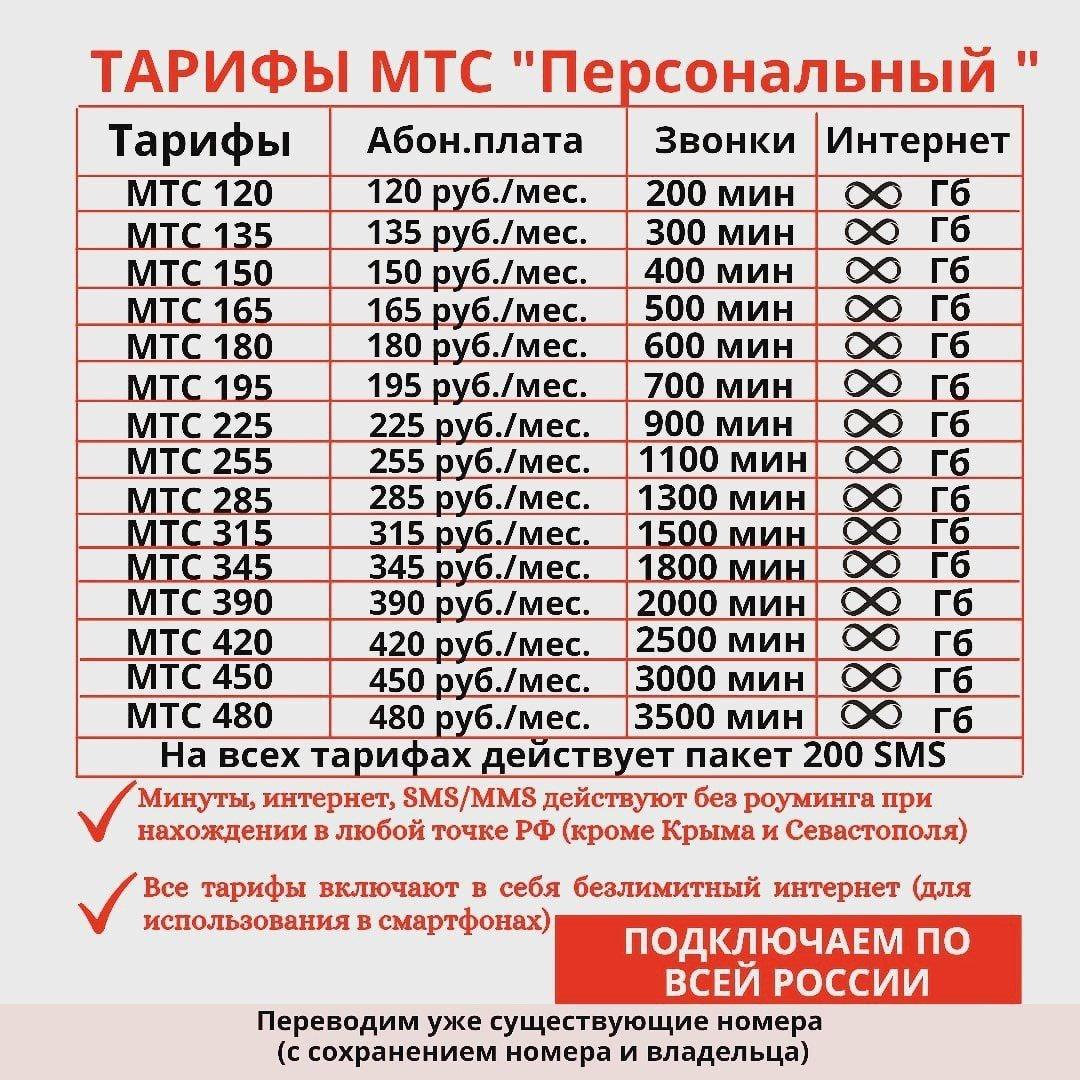 ТАРИФЫ МТС "Персональный "
Тарифы Абон.плата Звонки Интернет
МТС 120 120 руб./мес. 200 мин ∞ Гб
МТС 135 135 руб./мес. 300 мин ∞ Гб
МТС 150 150 руб./мес. 400 мин ∞ Гб
МТС 165 165 руб./мес. 500 мин ∞ Гб
МТС 180 180 руб./мес. 600 мин ∞ Гб
МТС 195 195 руб./мес. 700 мин ∞ Гб
МТС 225 225 руб./мес. 900 мин ∞ Гб
МТС 255 255 руб./мес. 1100 мин ∞ Гб
МТС 285 285 руб./мес. 1300 мин ∞ Гб
МТС 315 315 руб./мес. 1500 мин ∞ Гб
МТС 345 345 руб./мес. 1800 мин ∞ Гб
МТС 390 390 руб./мес. 2000 мин ∞ Гб
МТС 420 420 руб./мес. 2500 мин ∞ Гб
МТС 450 450 руб./мес. 3000 мин ∞ Гб
МТС 480 480 руб./мес. 3500 мин ∞ Гб
На всех тарифах действует пакет 200 SMS
Минуты, интернет, SMS/MMS действуют без роуминга при
нахождении в любой точке РФ (кроме Крыма и Севастополя)
Все тарифы включают в себя безлимитный интернет (для
использования в смартфонах)
ПОДКЛЮЧАЕМ ПО
ВСЕЙ РОССИИ
Переводим уже существующие номера
(с сохранением номера и владельца)